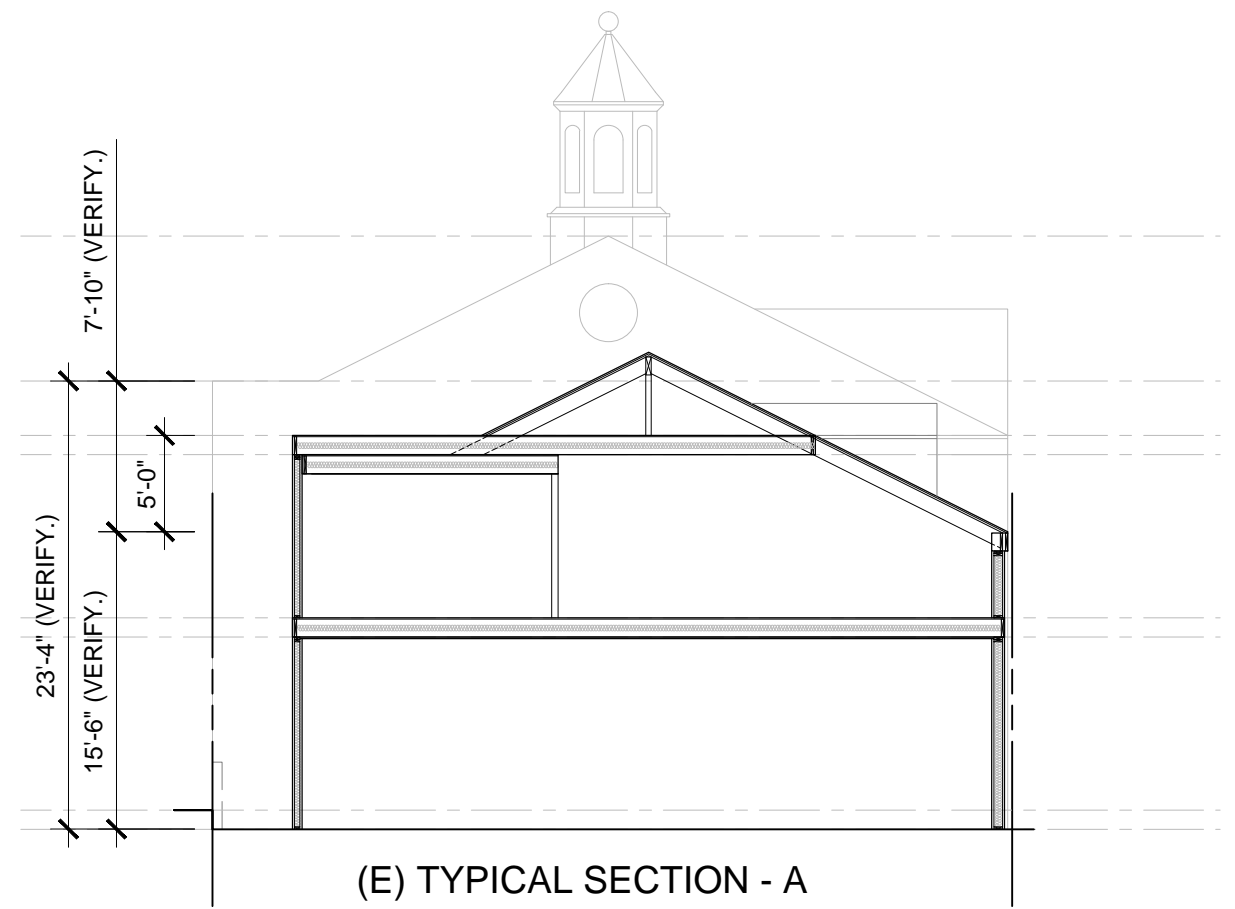 7'-10" (VERIFY.)
5'-0"
23'-4" (VERIFY.)
15'-6" (VERIFY.)
(E) TYPICAL SECTION - A